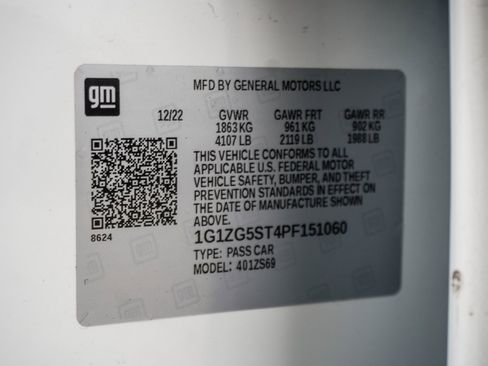 gm
MFD BY GENERAL MOTORS LLC
12/22 GVWR GAWR FRT GAWR RR
1863 KG 961 KG 902 KG
4107 LB 2119 LB 1988 LB
THIS VEHICLE CONFORMS TO ALL
APPLICABLE U.S. FEDERAL MOTOR
VEHICLE SAFETY, BUMPER, AND THEFT
PREVENTION STANDARDS IN EFFECT ON
THE DATE OF MANUFACTURE SHOWN
ABOVE.
8624
1G1ZG5ST4PF151060
TYPE: PASS CAR
MODEL: 401ZS69